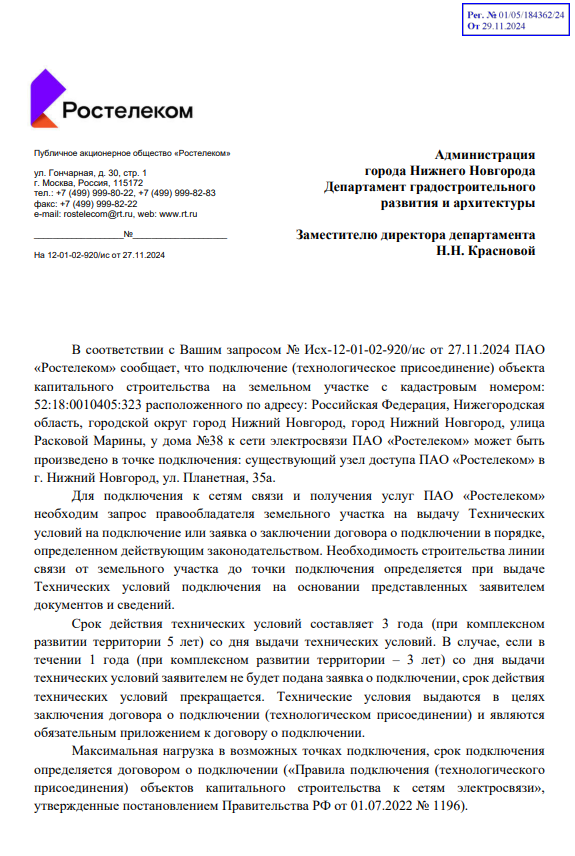 Рег. № 01/05/184362/24
От 29.11.2024
Ростелеком
Публичное акционерное общество «Ростелеком»
ул. Гончарная, д. 30, стр. 1
г. Москва, Россия, 115172
тел.: +7 (499) 999-80-22, +7 (499) 999-82-83
факс: +7 (499) 999-82-22
e-mail: rostelecom@rt.ru, web: www.rt.ru
____________________№____________________
На 12-01-02-920/ис от 27.11.2024
Администрация
города Нижнего Новгорода
Департамент градостроительного
развития и архитектуры
Заместителю директора департамента
Н.Н. Красновой
В соответствии с Вашим запросом № Исх-12-01-02-920/ис от 27.11.2024 ПАО
«Ростелеком» сообщает, что подключение (технологическое присоединение) объекта
капитального строительства на земельном участке с кадастровым номером:
52:18:0010405:323 расположенного по адресу: Российская Федерация, Нижегородская
область, городской округ город Нижний Новгород, город Нижний Новгород, улица
Расковой Марины, у дома №38 к сети электросвязи ПАО «Ростелеком» может быть
произведено в точке подключения: существующий узел доступа ПАО «Ростелеком» в
г. Нижний Новгород, ул. Планетная, 35а.
Для подключения к сетям связи и получения услуг ПАО «Ростелеком»
необходим запрос правообладателя земельного участка на выдачу Технических
условий на подключение или заявка о заключении договора о подключении в порядке,
определенном действующим законодательством. Необходимость строительства линии
связи от земельного участка до точки подключения определяется при выдаче
Технических условий подключения на основании представленных заявителем
документов и сведений.
Срок действия технических условий составляет 3 года (при комплексном
развитии территории 5 лет) со дня выдачи технических условий. В случае, если в
течении 1 года (при комплексном развитии территории – 3 лет) со дня выдачи
технических условий заявителем не будет подана заявка о подключении, срок действия
технических условий прекращается. Технические условия выдаются в целях
заключения договора о подключении (технологическом присоединении) и являются
обязательным приложением к договору о подключении.
Максимальная нагрузка в возможных точках подключения, срок подключения
определяется договором о подключении («Правила подключения (технологического
присоединения) объектов капитального строительства к сетям электросвязи»,
утвержденные постановлением Правительства РФ от 01.07.2022 № 1196).